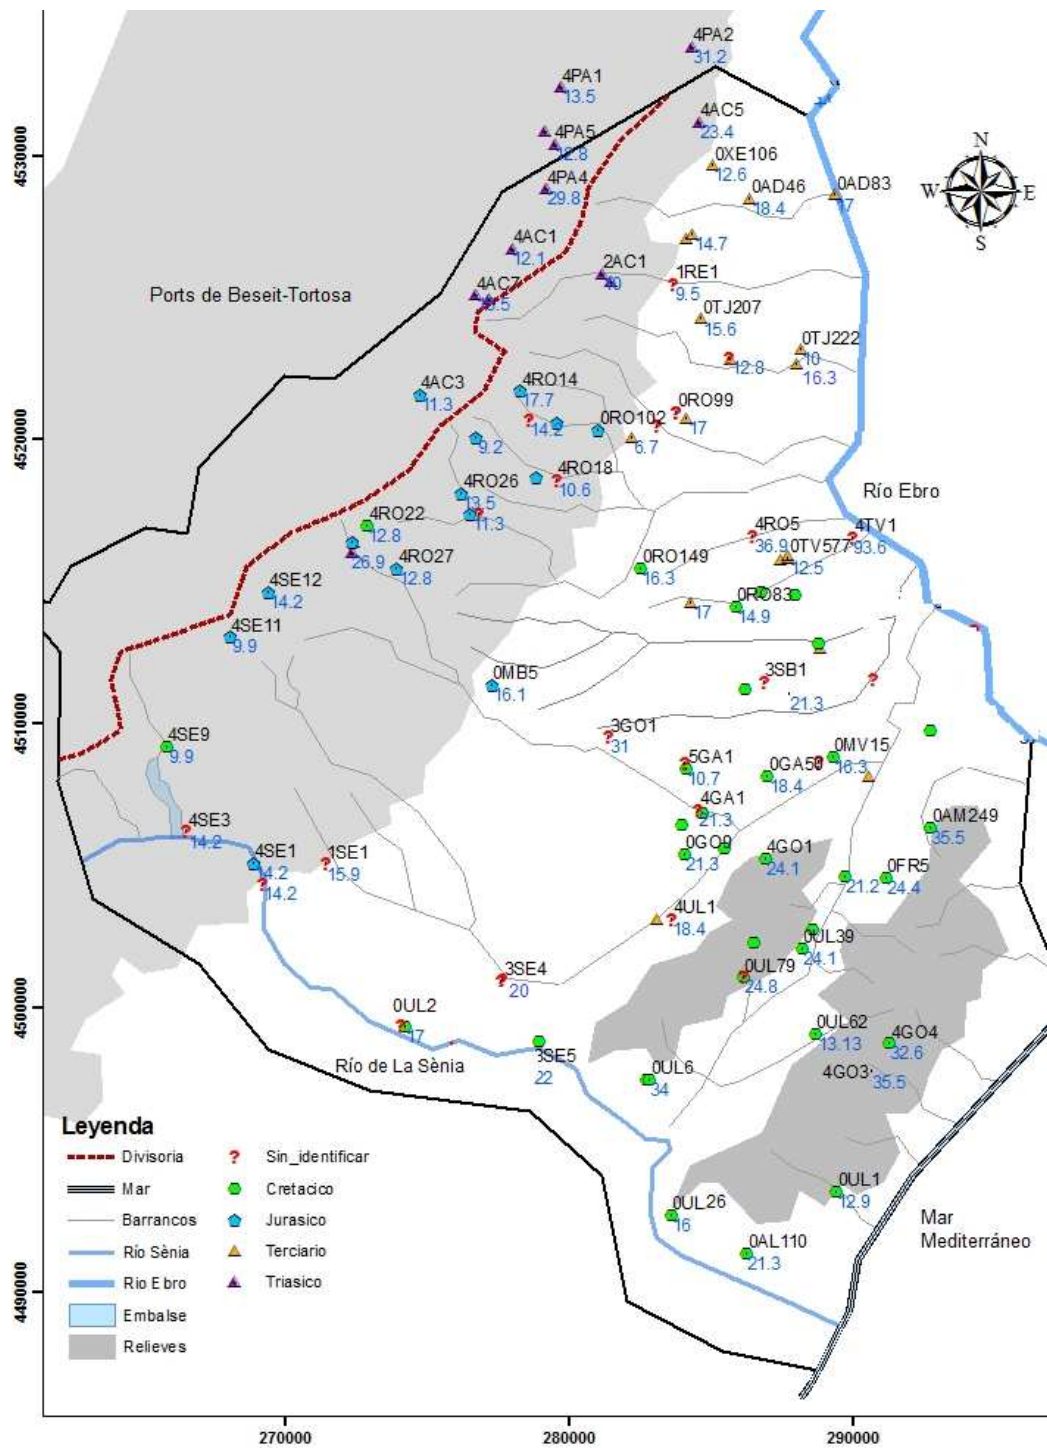 4PA2
31.2
4PA1
13.5
4AC5
23.4
4PA5
12.8
0XE106
12.6
4PA4
29.8
0AD46
18.4
0AD83
17
N
W E
S
4530000
4AC1
12.1
14.7
2AC1
1RE1
9.5
4AC7
Ports de Beseit-Tortosa
0TJ207
15.6
0TJ222
10
16.3
12.8
4AC3
11.3
4RO14
17.7
14.2
0RO99
17
0RO102
6.7
4520000
9.2
4RO18
10.6
4RO26
13.5
11.3
Río Ebro
4RO22
12.8
26.9
4RO27
12.8
4RO5
36.9
4TV1
93.6
0TV577
12.5
0RO149
16.3
4SE12
14.2
0RO83
14.9
17
4SE11
9.9
0MB5
16.1
3SB1
21.3
4510000
4SE9
9.9
3GO1
31
5GA1
10.7
0GA50
18.4
0MV15
16.3
4SE3
14.2
4GA1
21.3
0AM249
35.5
4SE1
14.2
14.2
1SE1
15.9
0GO9
21.3
4GO1
24.1
21.2
0FR5
24.4
4UL1
18.4
0UL39
24.1
3SE4
20
0UL79
24.8
4500000
0UL2
17
0UL62
13.13
4GO4
32.6
Río de La Sènia
3SE5
22
0UL6
34
4GO3
35.5
Leyenda
Divisoria
Sin_identificar
Mar
Cretacico
Barrancos
Jurasico
Río Sènia
Terciario
Rio Ebro
Triasico
Embalse
Relieves
0UL1
12.9
0UL26
16
Mar
Mediterráneo
0AL110
21.3
4490000
270000 280000 290000